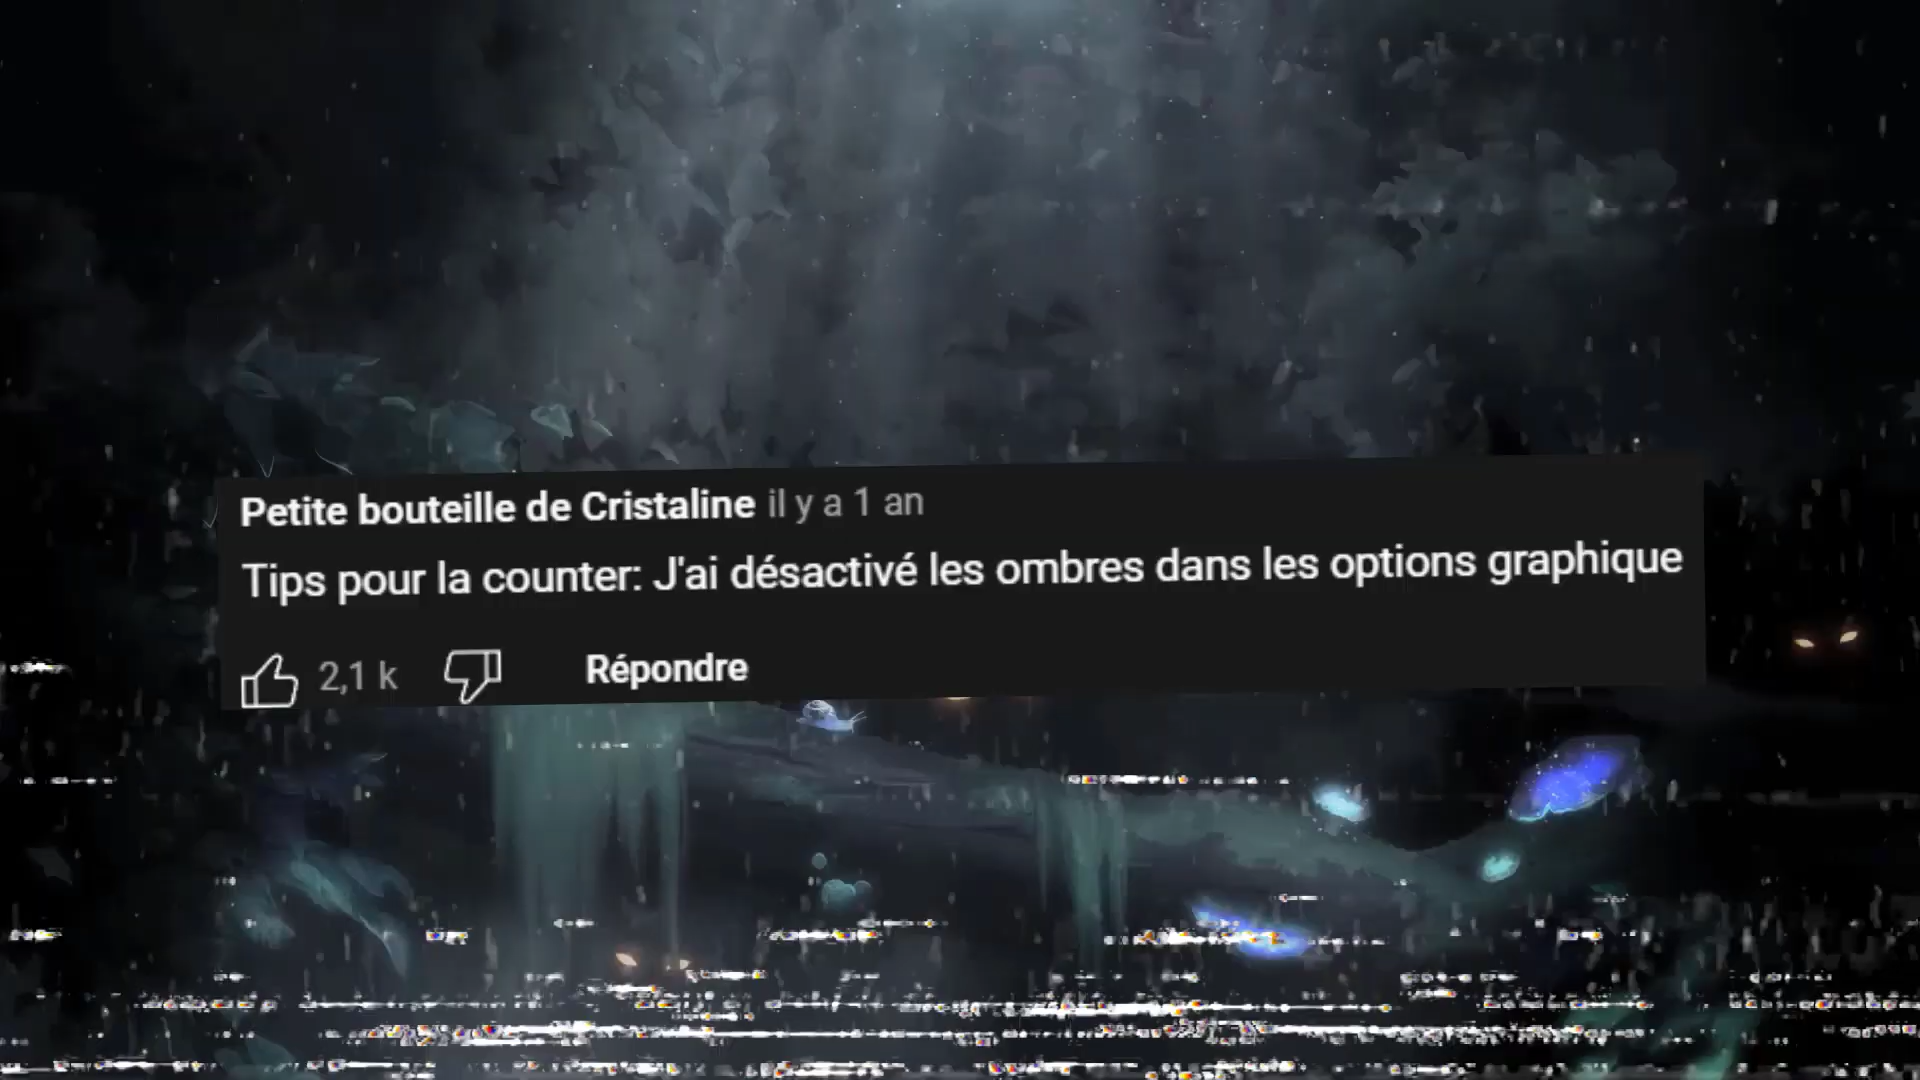 Petite bouteille de Cristaline il y a 1 an
Tips pour la counter: J'ai désactivé les ombres dans les options graphique
2,1 k Répondre